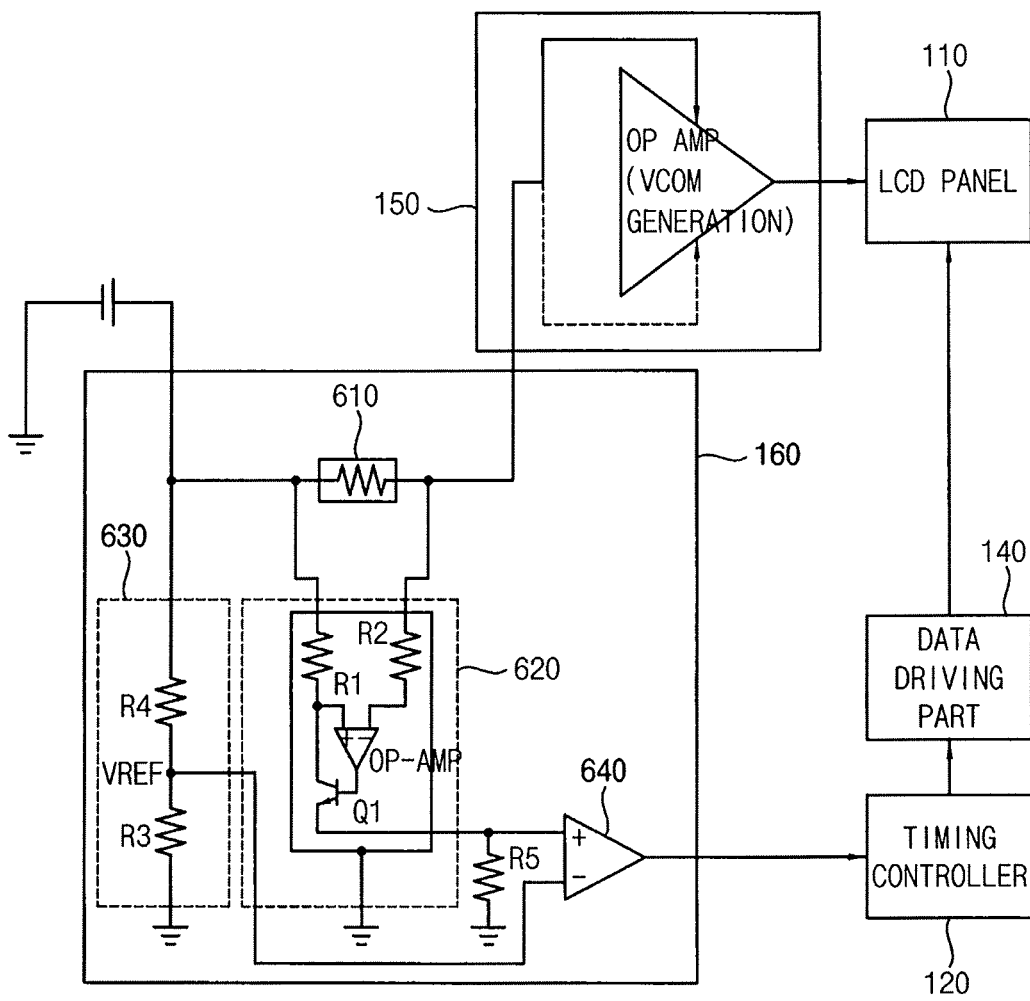 110
OP AMP
(VCOM
GENERATION)
LCD PANEL
150
610
160
630
140
R2
R1
620
DATA
DRIVING
PART
R4
+
−
OP-AMP
VREF
640
Q1
R3
R5
+
−
TIMING
CONTROLLER
120